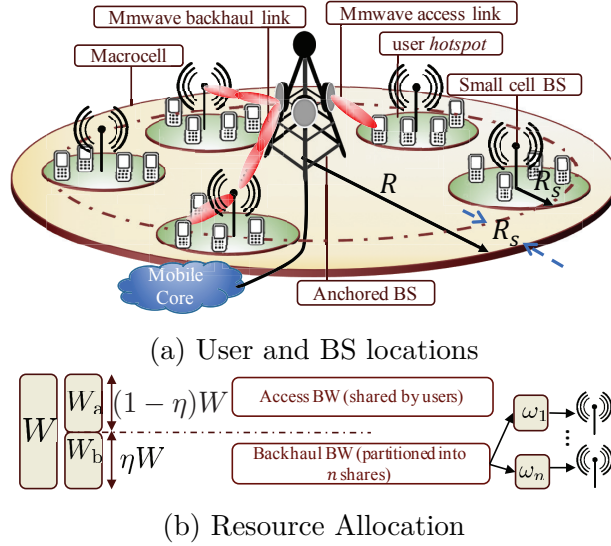 Mmwave backhaul link
Mmwave access link
Macrocell
user hotspot
Small cell BS
R
R_s
R_s
Mobile
Core
Anchored BS
(a) User and BS locations
W
W_a
(1 − η)W
W_b
ηW
Access BW (shared by users)
Backhaul BW (partitioned into
n shares)
ω_1
⋮
ω_n
(b) Resource Allocation